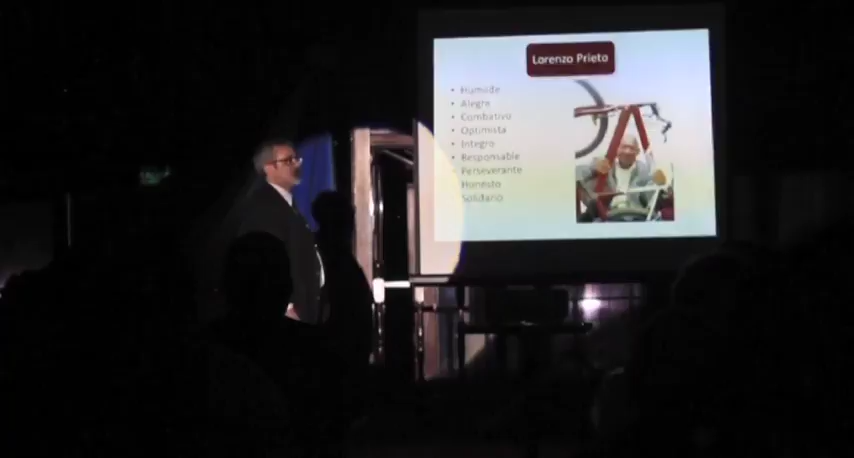 Lorenzo Prieto
• Humilde
• Alegre
• Combativo
• Optimista
• Integro
• Responsable
• Perseverante
• Honesto
• Solidario